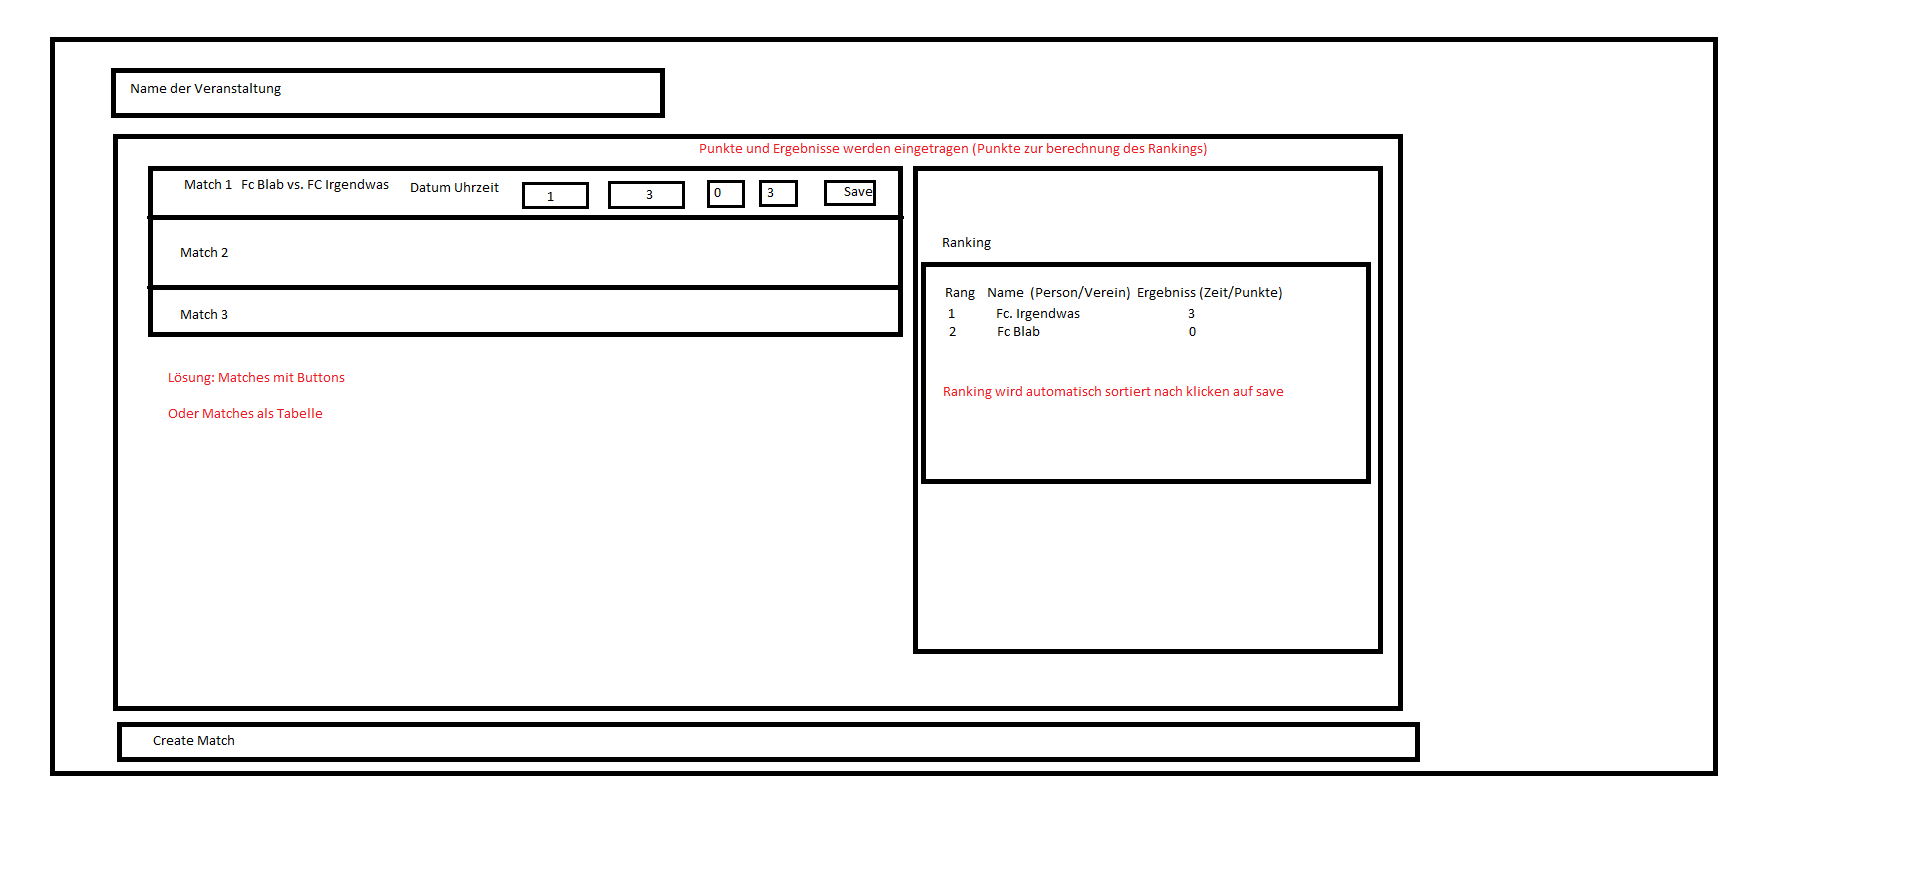 Name der Veranstaltung
Punkte und Ergebnisse werden eingetragen (Punkte zur berechnung des Rankings)
Match 1 Fc Blab vs. FC Irgendwas Datum Uhrzeit 1 3 0 3 Save
Match 2
Match 3
Lösung: Matches mit Buttons
Oder Matches als Tabelle
Ranking
Rang Name (Person/Verein) Ergebniss (Zeit/Punkte)
1 Fc. Irgendwas 3
2 Fc Blab 0
Ranking wird automatisch sortiert nach klicken auf save
Create Match